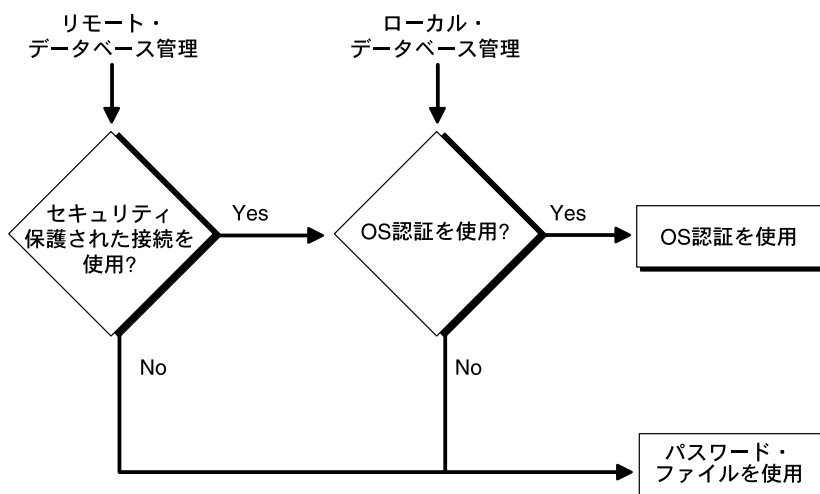 リモート・
データベース管理
ローカル・
データベース管理
セキュリティ
保護された接続を
使用?
Yes
OS認証を使用?
Yes
OS認証を使用
No
No
パスワード・
ファイルを使用